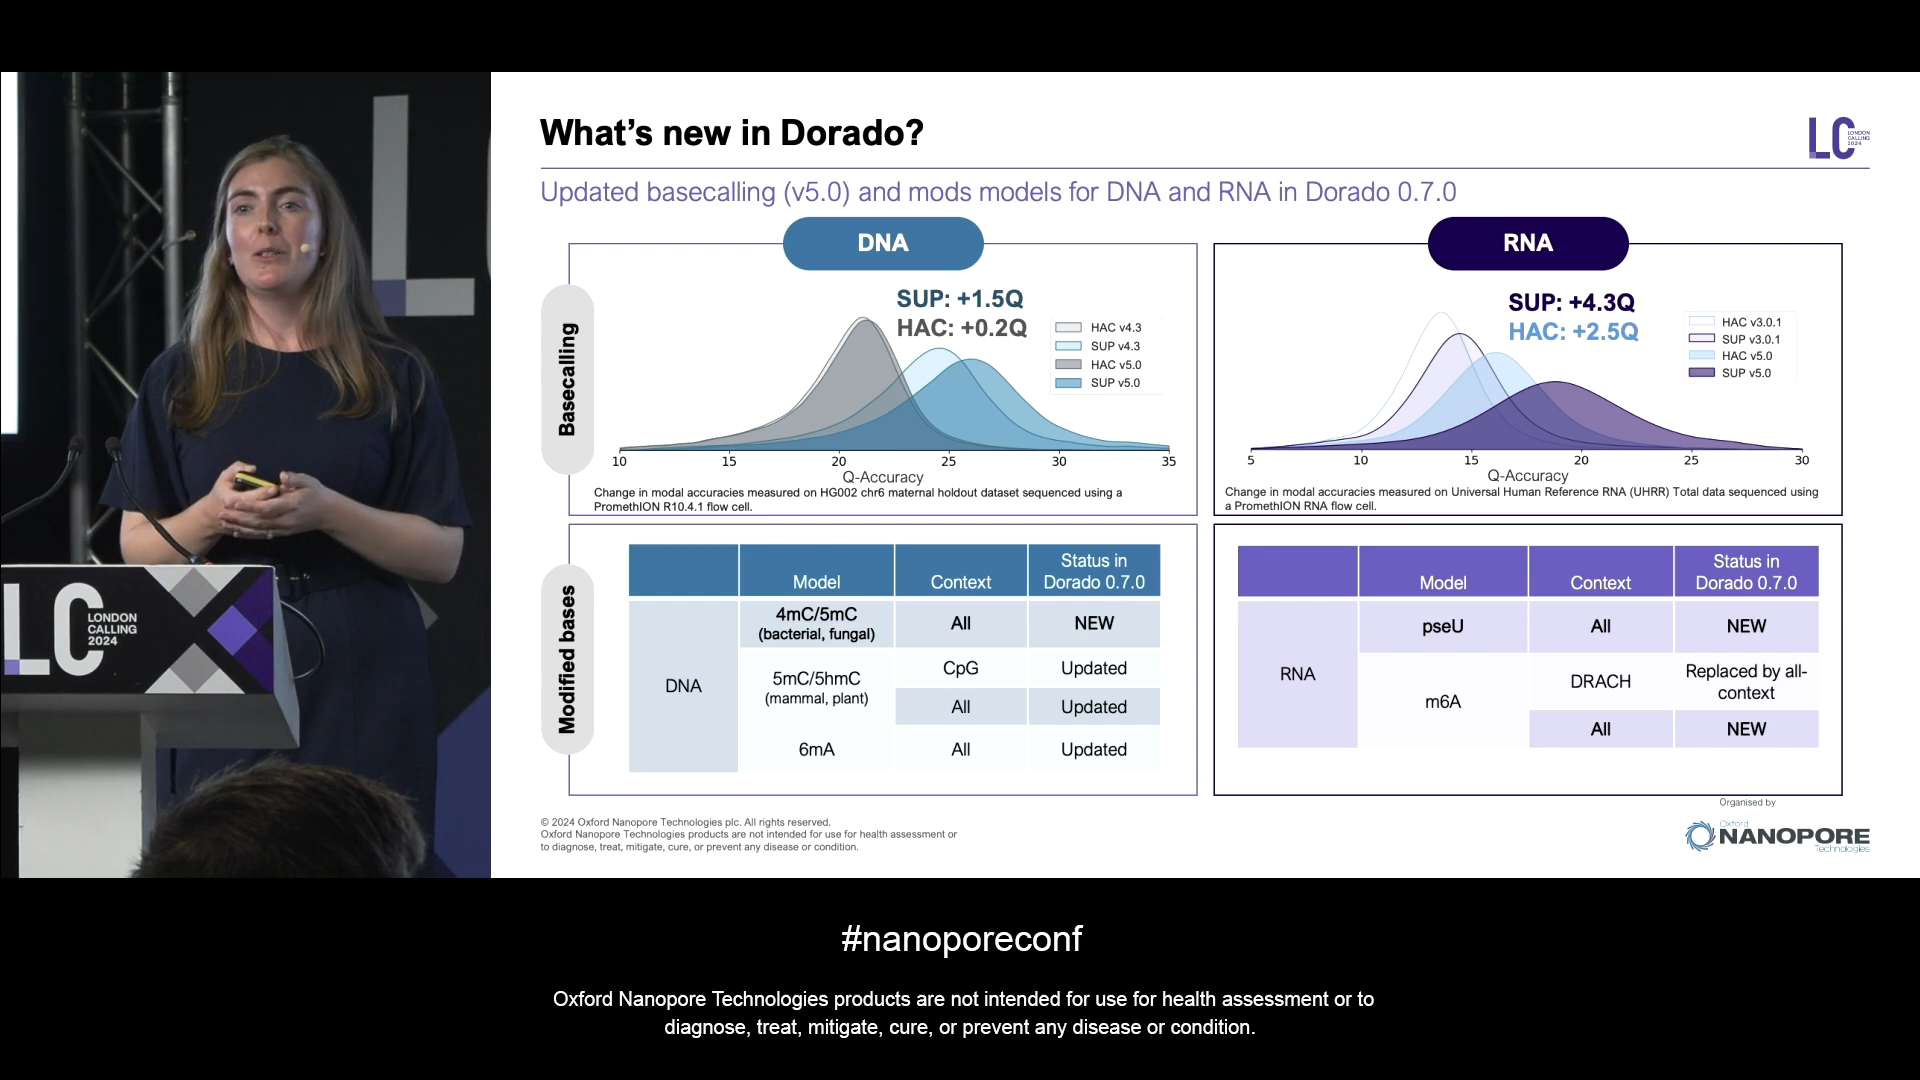 What's new in Dorado?
LC LONDON
CALLING
2024
Updated basecalling (v5.0) and mods models for DNA and RNA in Dorado 0.7.0
DNA
Basecalling
SUP: +1.5Q
HAC: +0.2Q
HAC v4.3
SUP v4.3
HAC v5.0
SUP v5.0
10 15 20 25 30 35
Q-Accuracy
Change in modal accuracies measured on HG002 chr6 maternal holdout dataset sequenced using a
PromethION R10.4.1 flow cell.
RNA
SUP: +4.3Q
HAC: +2.5Q
HAC v3.0.1
SUP v3.0.1
HAC v5.0
SUP v5.0
5 10 15 20 25 30
Q-Accuracy
Change in modal accuracies measured on Universal Human Reference RNA (UHRR) Total data sequenced using
a PromethION RNA flow cell.
Modified bases
Model Context Status in
Dorado 0.7.0
DNA
4mC/5mC
(bacterial, fungal)
All NEW
5mC/5hmC
(mammal, plant)
CpG Updated
All Updated
6mA All Updated
Model Context Status in
Dorado 0.7.0
RNA
pseU All NEW
m6A
DRACH Replaced by all-
context
All NEW
© 2024 Oxford Nanopore Technologies plc. All rights reserved.
Oxford Nanopore Technologies products are not intended for use for health assessment or
to diagnose, treat, mitigate, cure, or prevent any disease or condition.
Organised by
Oxford
NANOPORE
Technologies
L
LC LONDON
CALLING
2024
#nanoporeconf
Oxford Nanopore Technologies products are not intended for use for health assessment or to
diagnose, treat, mitigate, cure, or prevent any disease or condition.